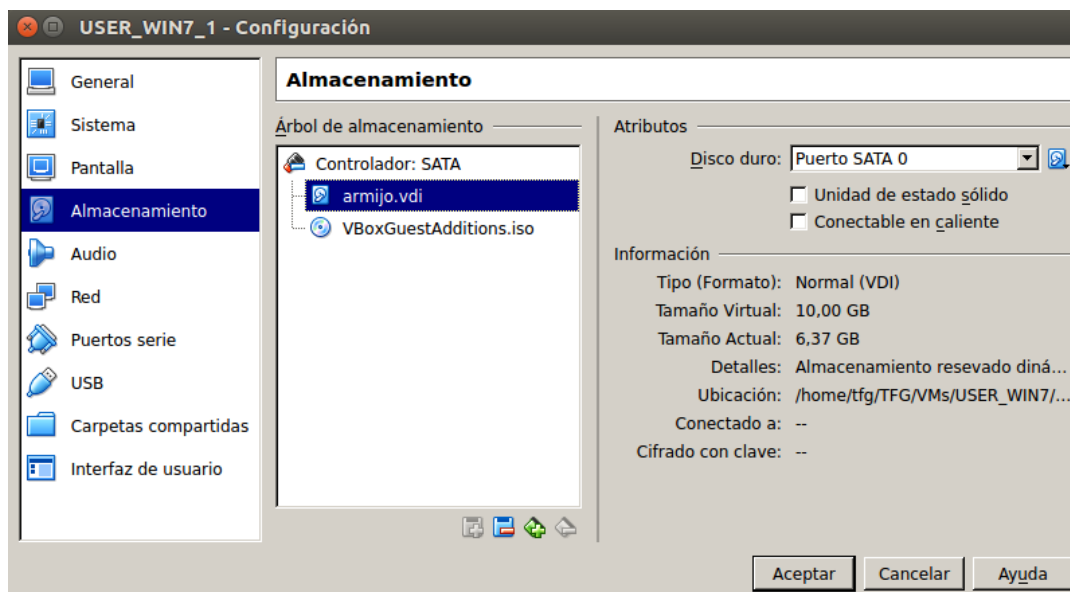 USER_WIN7_1 - Configuración
General
Sistema
Pantalla
Almacenamiento
Audio
Red
Puertos serie
USB
Carpetas compartidas
Interfaz de usuario
Almacenamiento
Árbol de almacenamiento
Controlador: SATA
armijo.vdi
VBoxGuestAdditions.iso
Atributos
Disco duro: Puerto SATA 0
Unidad de estado sólido
Conectable en caliente
Información
Tipo (Formato): Normal (VDI)
Tamaño Virtual: 10,00 GB
Tamaño Actual: 6,37 GB
Detalles: Almacenamiento resevado diná...
Ubicación: /home/tfg/TFG/VMs/USER_WIN7/...
Conectado a: --
Cifrado con clave: --
Aceptar Cancelar Ayuda